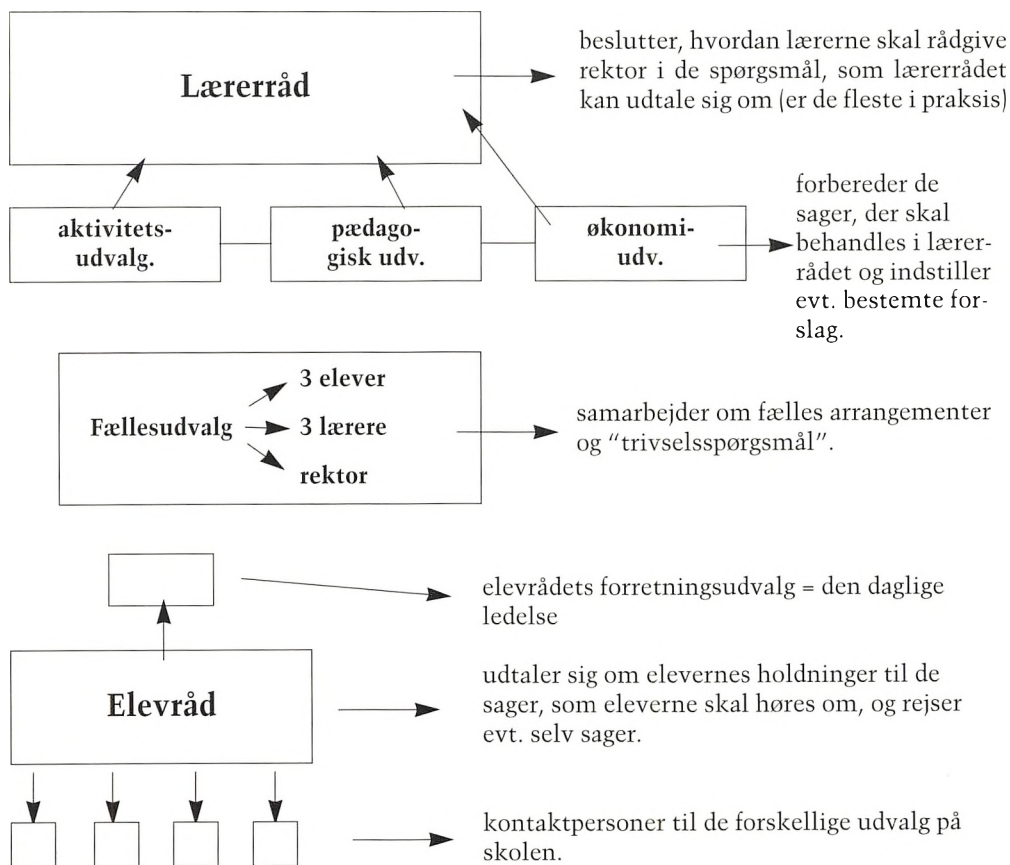 Lærerråd
beslutter, hvordan lærerne skal rådgive
rektor i de spørgsmål, som lærerrådet
kan udtale sig om (er de fleste i praksis)
aktivitets-
udvalg.
pædago-
gisk udv.
økonomi-
udv.
forbereder de
sager, der skal
behandles i lærer-
rådet og indstiller
evt. bestemte for-
slag.
Fællesudvalg
3 elever
3 lærere
rektor
samarbejder om fælles arrangementer
og "trivselsspørgsmål".
elevrådets forretningsudvalg = den daglige
ledelse
Elevråd
udtaler sig om elevernes holdninger til de
sager, som eleverne skal høres om, og rejser
evt. selv sager.
kontaktpersoner til de forskellige udvalg på
skolen.